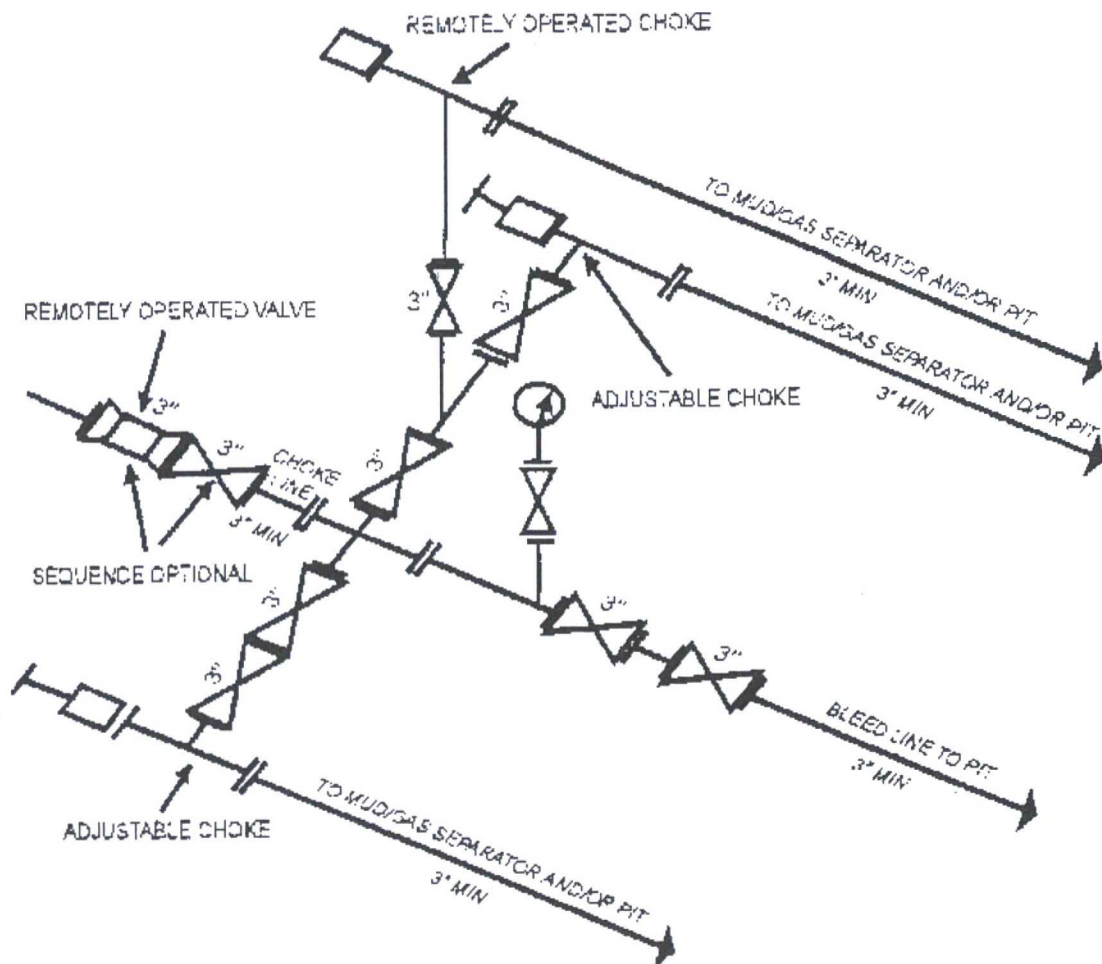 REMOTELY OPERATED CHOKE
TO MUD/GAS SEPARATOR AND/OR PIT
3" MIN
TO MUD/GAS SEPARATOR AND/OR PIT
3" MIN
3"
3"
REMOTELY OPERATED VALVE
ADJUSTABLE CHOKE
3"
3"
CHOKE
LINE
3" MIN
3"
SEQUENCE OPTIONAL
3"
3"
3"
3"
BLEED LINE TO PIT
3" MIN
ADJUSTABLE CHOKE
TO MUD/GAS SEPARATOR AND/OR PIT
3" MIN